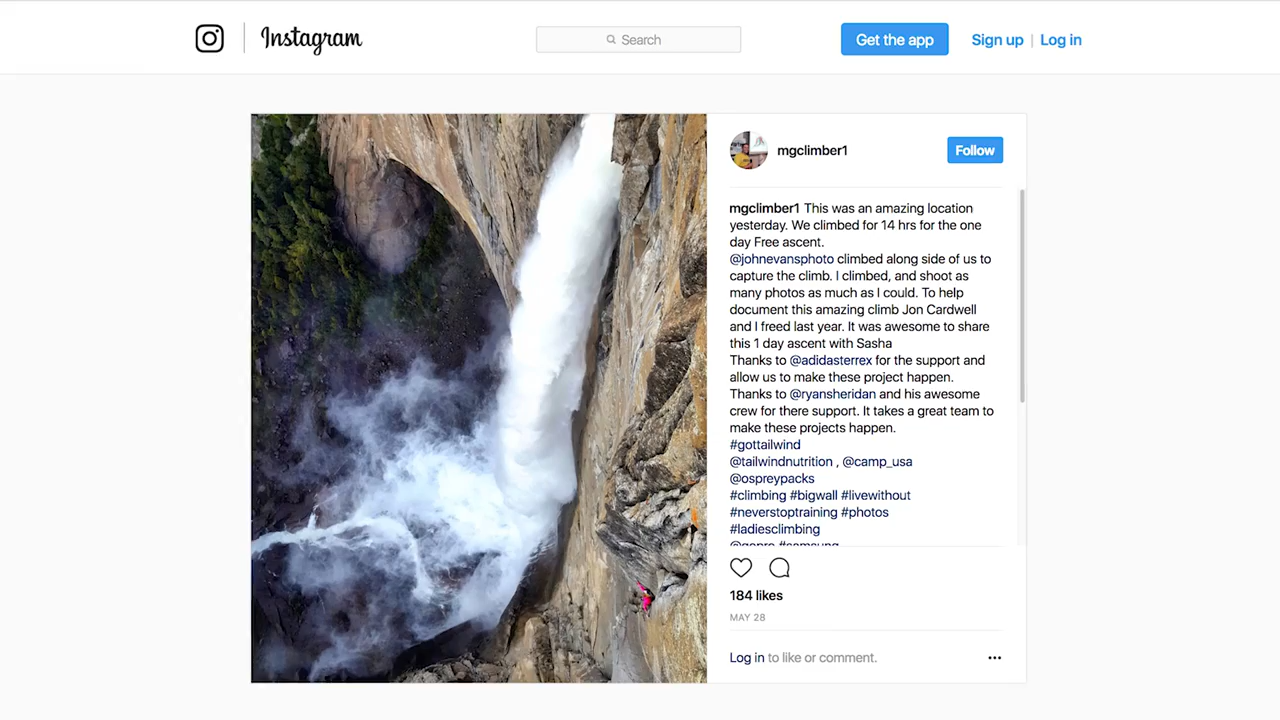 Instagram
Search
Get the app
Sign up | Log in
mgclimber1
Follow
mgclimber1 This was an amazing location
yesterday. We climbed for 14 hrs for the one
day Free ascent.
@johnevansphoto climbed along side of us to
capture the climb. I climbed, and shoot as
many photos as much as I could. To help
document this amazing climb Jon Cardwell
and I freed last year. It was awesome to share
this 1 day ascent with Sasha
Thanks to @adidasterrex for the support and
allow us to make these project happen.
Thanks to @ryansheridan and his awesome
crew for there support. It takes a great team to
make these projects happen.
#gottailwind
@tailwindnutrition , @camp_usa
@ospreypacks
#climbing #bigwall #livewithout
#neverstoptraining #photos
#ladiesclimbing
@gopro #samsung
184 likes
MAY 28
Log in to like or comment.